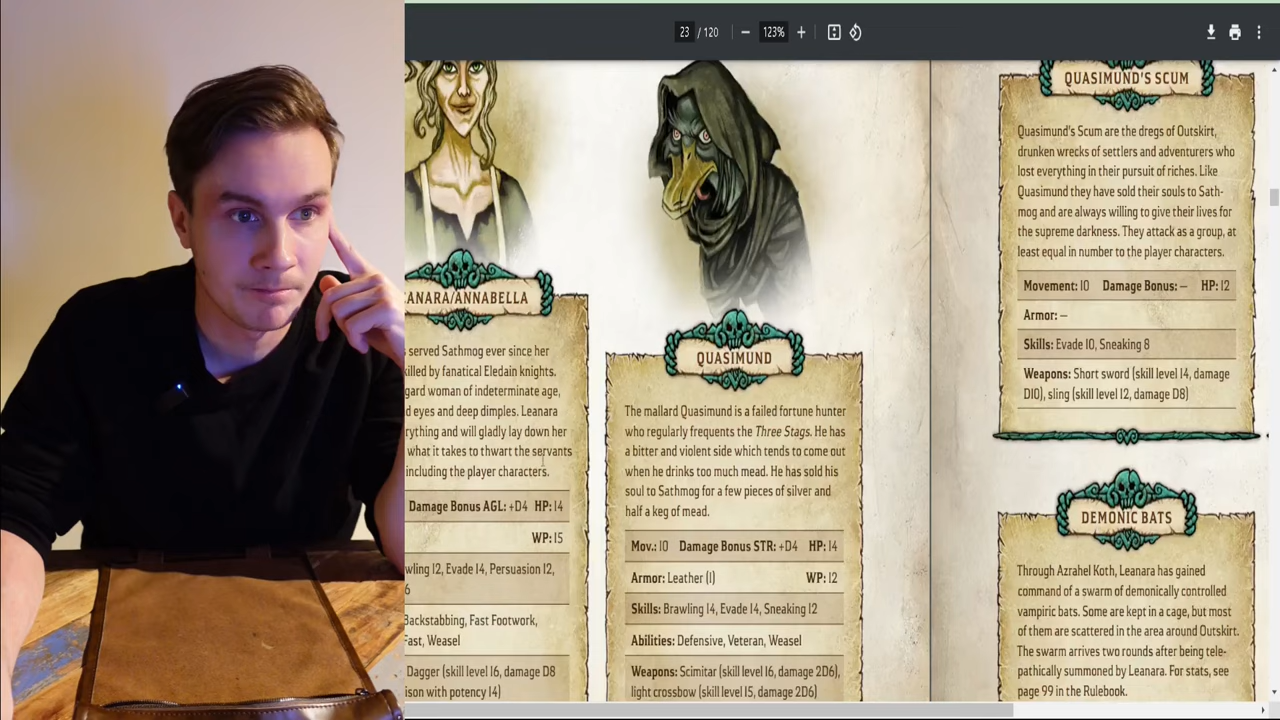 23 / 120 123%
ANARA/ANNABELLA
served Sathmog ever since her
illed by fanatical Eledain knights.
gard woman of indeterminate age,
d eyes and deep dimples. Leanara
rything and will gladly lay down her
what it takes to thwart the servants
including the player characters.
Damage Bonus AGL: +D4 HP: 14
WP: 15
wling 12, Evade 14, Persuasion 12,
6
Backstabbing, Fast Footwork,
Fast, Weasel
Dagger (skill level 16, damage D8
ison with potency 14)
QUASIMUND
The mallard Quasimund is a failed fortune hunter
who regularly frequents the Three Stags. He has
a bitter and violent side which tends to come out
when he drinks too much mead. He has sold his
soul to Sathmog for a few pieces of silver and
half a keg of mead.
Mov.: 10 Damage Bonus STR: +D4 HP: 14
Armor: Leather (1) WP: 12
Skills: Brawling 14, Evade 14, Sneaking 12
Abilities: Defensive, Veteran, Weasel
Weapons: Scimitar (skill level 16, damage 2D6),
light crossbow (skill level 15, damage 2D6)
QUASIMUND'S SCUM
Quasimund's Scum are the dregs of Outskirt,
drunken wrecks of settlers and adventurers who
lost everything in their pursuit of riches. Like
Quasimund they have sold their souls to Sath-
mog and are always willing to give their lives for
the supreme darkness. They attack as a group, at
least equal in number to the player characters.
Movement: 10 Damage Bonus: – HP: 12
Armor: –
Skills: Evade 10, Sneaking 8
Weapons: Short sword (skill level 14, damage
D10), sling (skill level 12, damage D8)
DEMONIC BATS
Through Azrahel Koth, Leanara has gained
command of a swarm of demonically controlled
vampiric bats. Some are kept in a cage, but most
of them are scattered in the area around Outskirt.
The swarm arrives two rounds after being tele-
pathically summoned by Leanara. For stats, see
page 99 in the Rulebook.